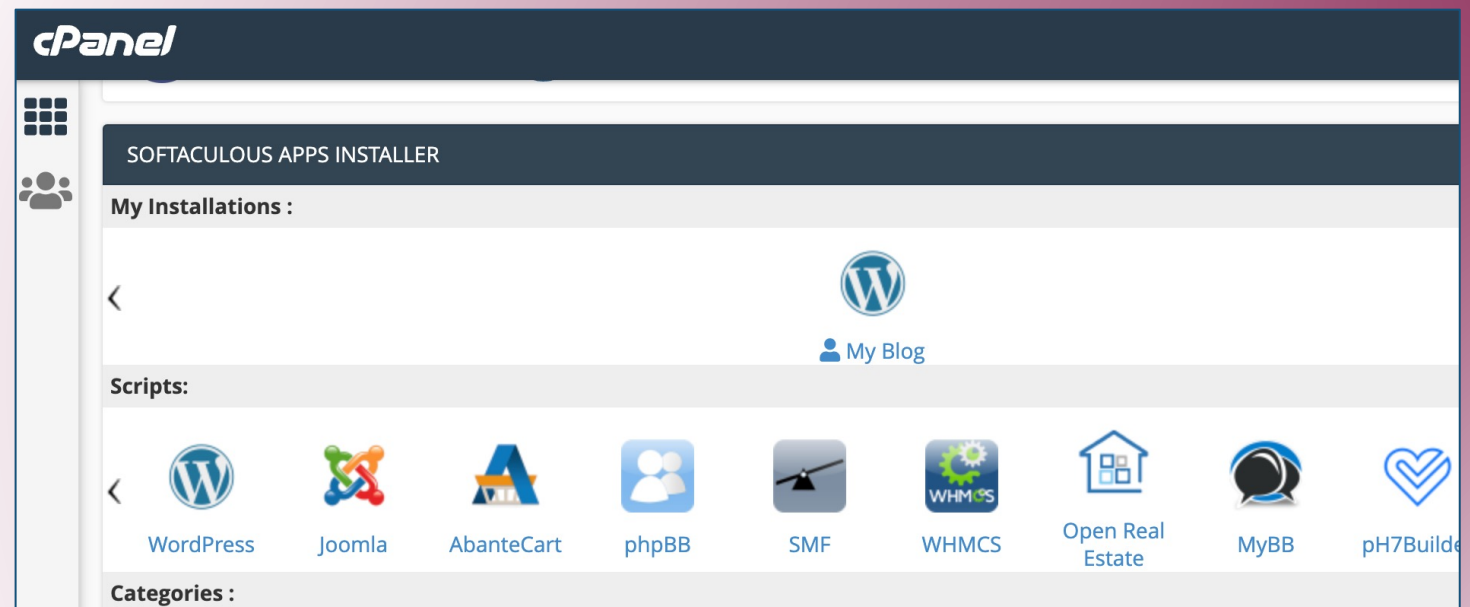 cPanel
SOFTACULOUS APPS INSTALLER
My Installations :
My Blog
Scripts:
WHMCS
WordPress
Joomla
AbanteCart
phpBB
SMF
WHMCS
Open Real
Estate
MyBB
pH7Builde
Categories :